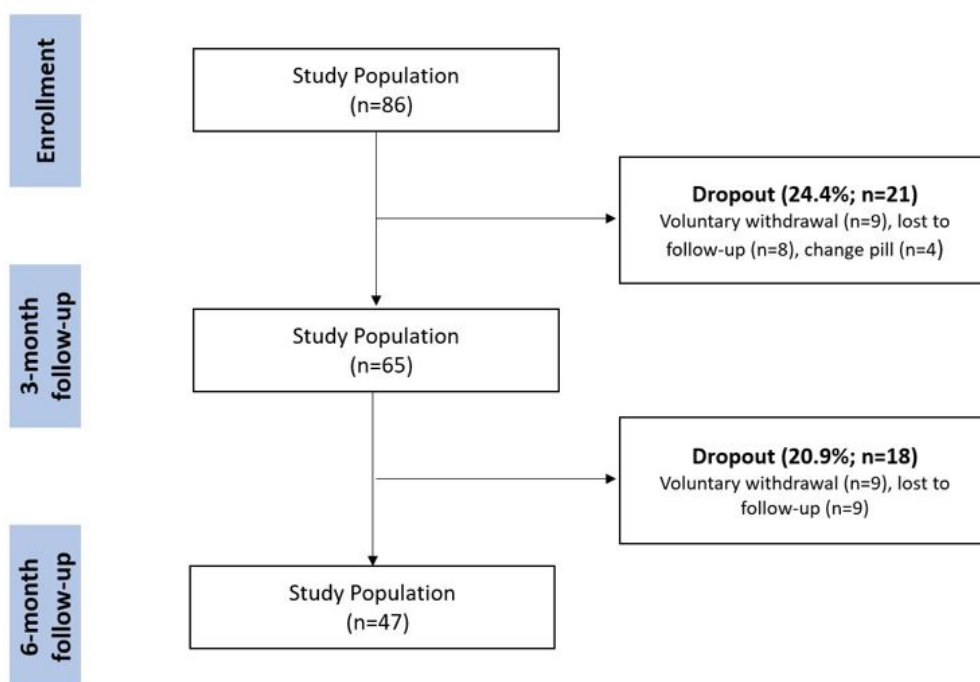 Enrollment
Study Population
(n=86)
Dropout (24.4%; n=21)
Voluntary withdrawal (n=9), lost to
follow-up (n=8), change pill (n=4)
3-month
follow-up
Study Population
(n=65)
Dropout (20.9%; n=18)
Voluntary withdrawal (n=9), lost to
follow-up (n=9)
6-month
follow-up
Study Population
(n=47)